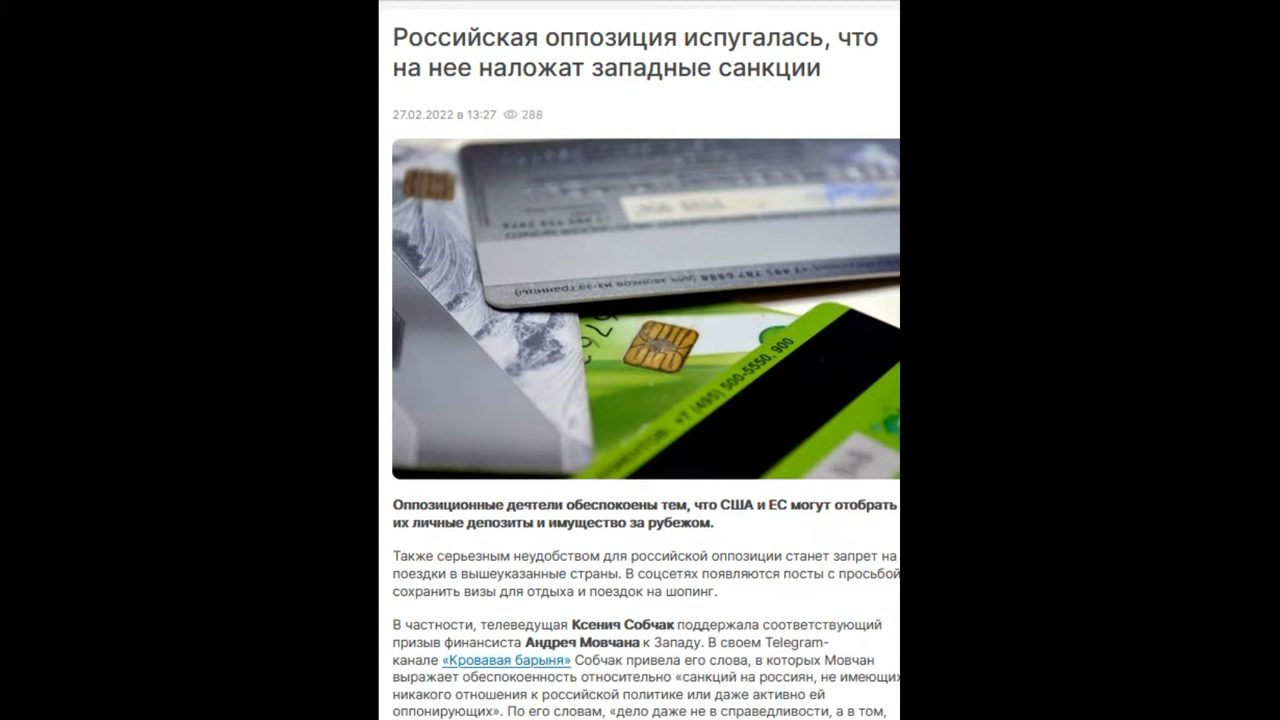 Российская оппозиция испугалась, что
на нее наложат западные санкции
27.02.2022 в 13:27 288
+7 (495) 500-5550, 900
Оппозиционные деятели обеспокоены тем, что США и ЕС могут отобрать
их личные депозиты и имущество за рубежом.
Также серьезным неудобством для российской оппозиции станет запрет на
поездки в вышеуказанные страны. В соцсетях появляются посты с просьбой
сохранить визы для отдыха и поездок на шопинг.
В частности, телеведущая Ксения Собчак поддержала соответствующий
призыв финансиста Андрея Мовчана к Западу. В своем Telegram-
канале «Кровавая барыня» Собчак привела его слова, в которых Мовчан
выражает обеспокоенность относительно «санкций на россиян, не имеющих
никакого отношения к российской политике или даже активно ей
оппонирующих». По его словам, «дело даже не в справедливости, а в том,